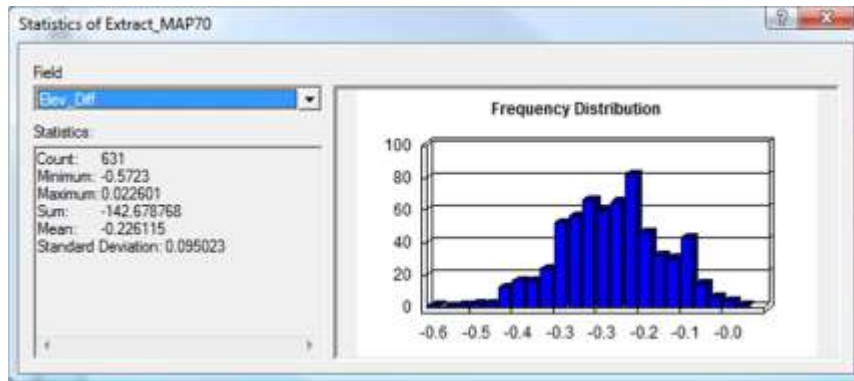 Statistics of Extract_MAP70
Field
Elev_Diff
Statistics:
Count: 631
Minimum: -0.5723
Maximum: 0.022601
Sum: -142.678768
Mean: -0.226115
Standard Deviation: 0.095023
Frequency Distribution
100
80
60
40
20
0
-0.6 -0.5 -0.4 -0.3 -0.3 -0.2 -0.1 -0.0